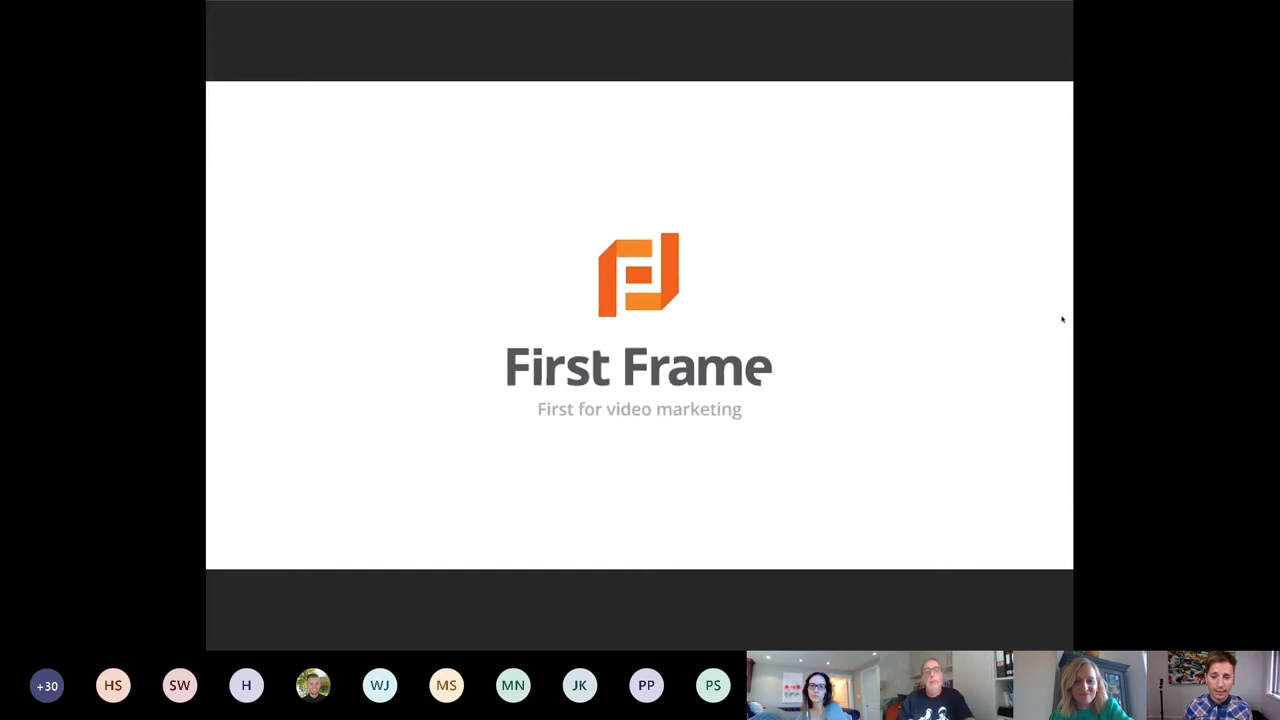 First Frame
First for video marketing
+30
HS
SW
H
WJ
MS
MN
JK
PP
PS